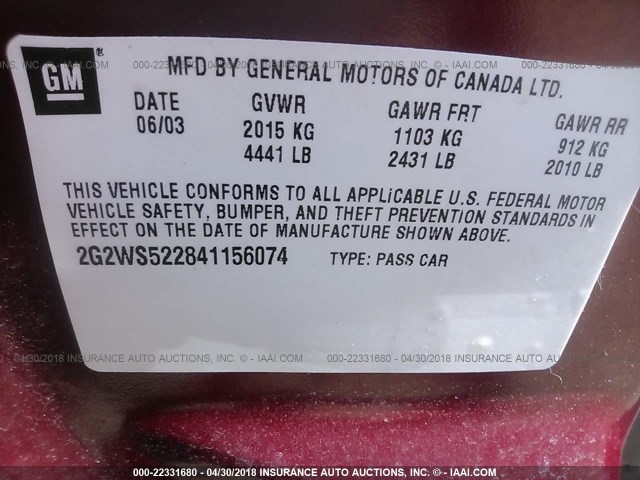 GM
MFD BY GENERAL MOTORS OF CANADA LTD.
DATE GVWR GAWR FRT GAWR RR
06/03 2015 KG 1103 KG 912 KG
4441 LB 2431 LB 2010 LB
THIS VEHICLE CONFORMS TO ALL APPLICABLE U.S. FEDERAL MOTOR
VEHICLE SAFETY, BUMPER, AND THEFT PREVENTION STANDARDS IN
EFFECT ON THE DATE OF MANUFACTURE SHOWN ABOVE.
2G2WS522841156074 TYPE: PASS CAR
000-22331680 - 04/30/2018 INSURANCE AUTO AUCTIONS, INC. © - IAAI.COM